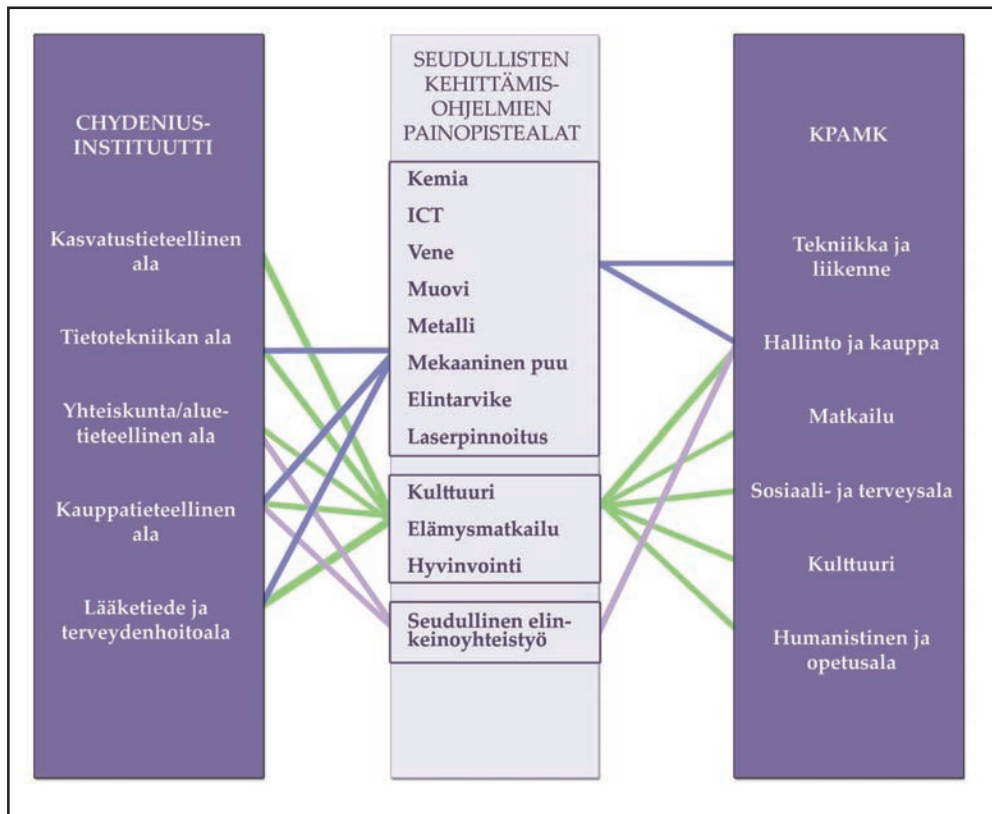 CHYDENIUS-
INSTITUUTTI
Kasvatustieteellinen
ala
Tietotekniikan ala
Yhteiskunta/alue-
tieteellinen ala
Kauppatieteellinen
ala
Lääketiede ja
terveydenhoitoala
SEUDULLISTEN
KEHITTÄMIS-
OHJELMIEN
PAINOPISTEALAT
Kemia
ICT
Vene
Muovi
Metalli
Mekaaninen puu
Elintarvike
Laserpinnoitus
Kulttuuri
Elämysmatkailu
Hyvinvointi
Seudullinen elin-
keinoyhteistyö
KPAMK
Tekniikka ja
liikenne
Hallinto ja kauppa
Matkailu
Sosiaali- ja terveysala
Kulttuuri
Humanistinen ja
opetusala